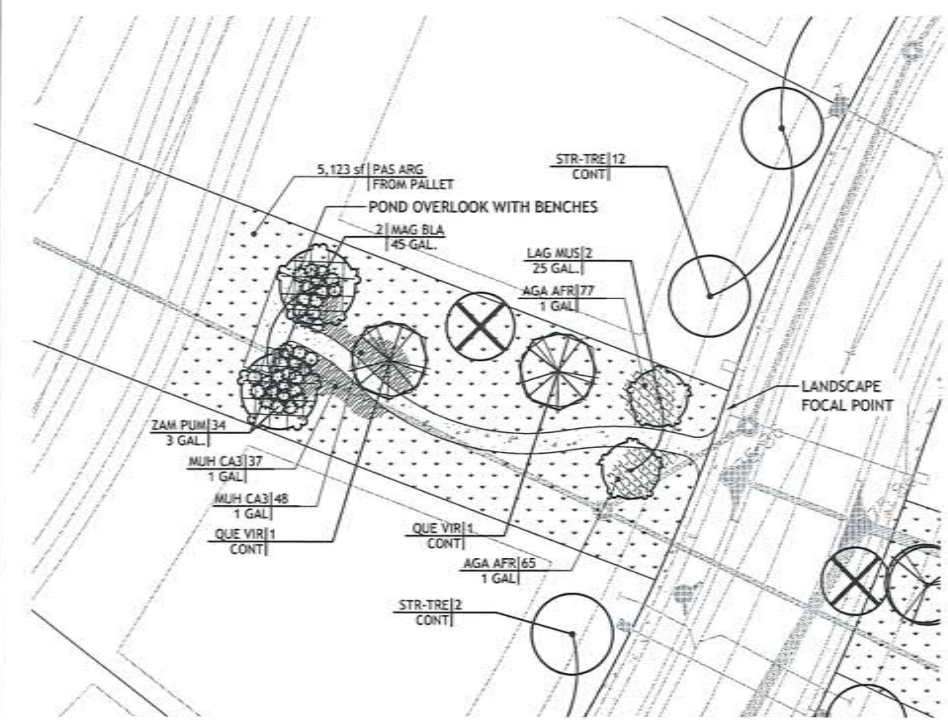 5,123 sf PAS ARG
FROM PALLET
POND OVERLOOK WITH BENCHES
2 MAG BLA
45 GAL.
STR-TRE 12
CONT
LAG MUS 2
25 GAL.
AGA AFR 77
1 GAL
LANDSCAPE
FOCAL POINT
ZAM PUM 34
3 GAL.
MUH CA3 37
1 GAL
MUH CA3 48
1 GAL
QUE VIR 1
CONT
QUE VIR 1
CONT
AGA AFR 65
1 GAL
STR-TRE 2
CONT